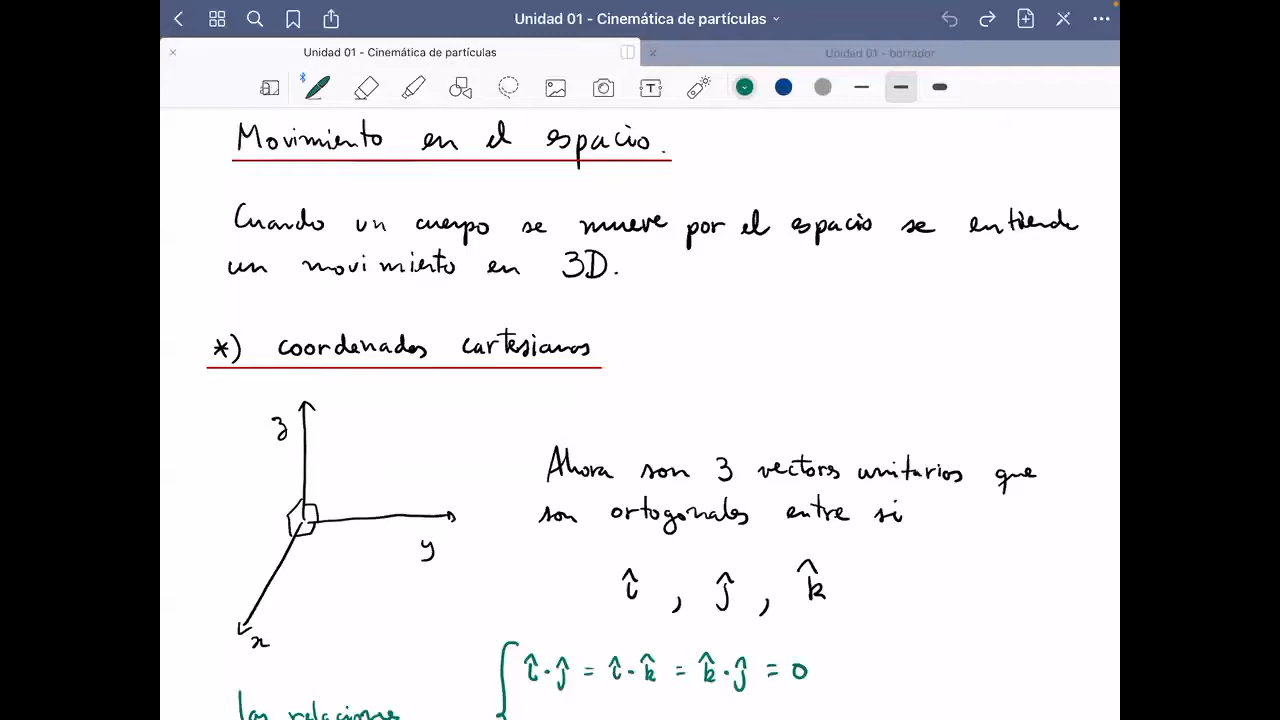 Unidad 01 - Cinemática de partículas
Unidad 01 - Cinemática de partículas
Unidad 01 - borrador
Movimiento en el espacio.
Cuando un cuerpo se mueve por el espacio se entiende
un movimiento en 3D.
*) coordenadas cartesianas
z
y
x
Ahora son 3 vectores unitarios que
son ortogonales entre si
î , ĵ , k̂
î · ĵ = î · k̂ = k̂ · ĵ = 0
las relaciones